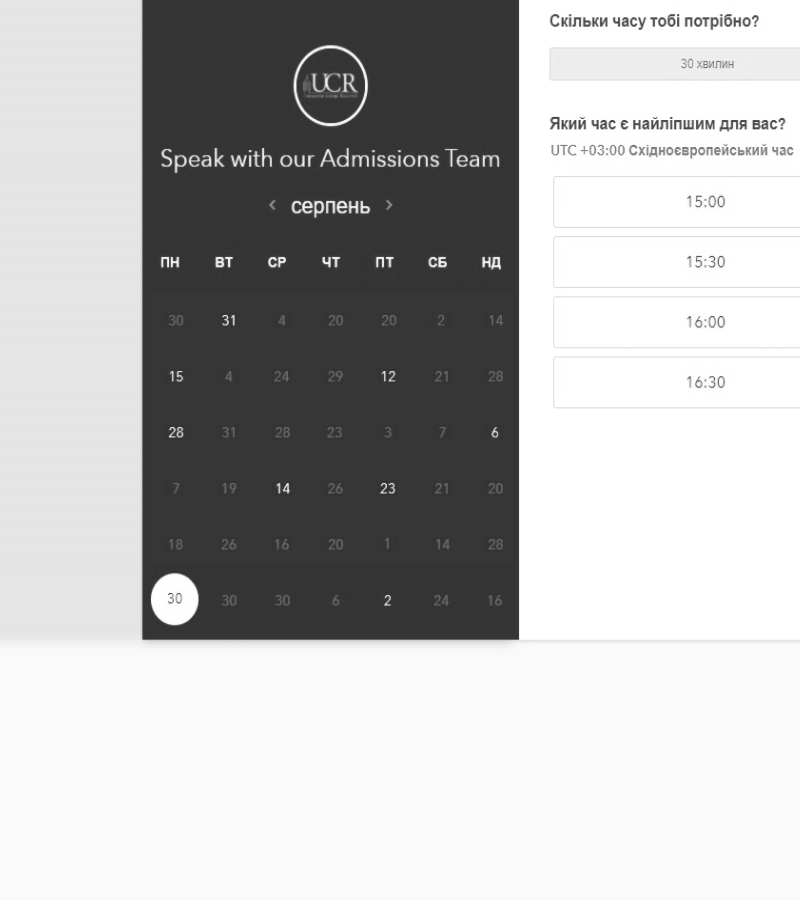 UCR
Speak with our Admissions Team
‹ серпень ›
ПН ВТ СР ЧТ ПТ СБ НД
30 31 4 20 20 2 14
15 4 24 29 12 21 28
28 31 28 23 3 7 6
7 19 14 26 23 21 20
18 26 16 20 1 14 28
30 30 30 6 2 24 16
Скільки часу тобі потрібно?
30 хвилин
Який час є найліпшим для вас?
UTC +03:00 Східноєвропейський час
15:00
15:30
16:00
16:30